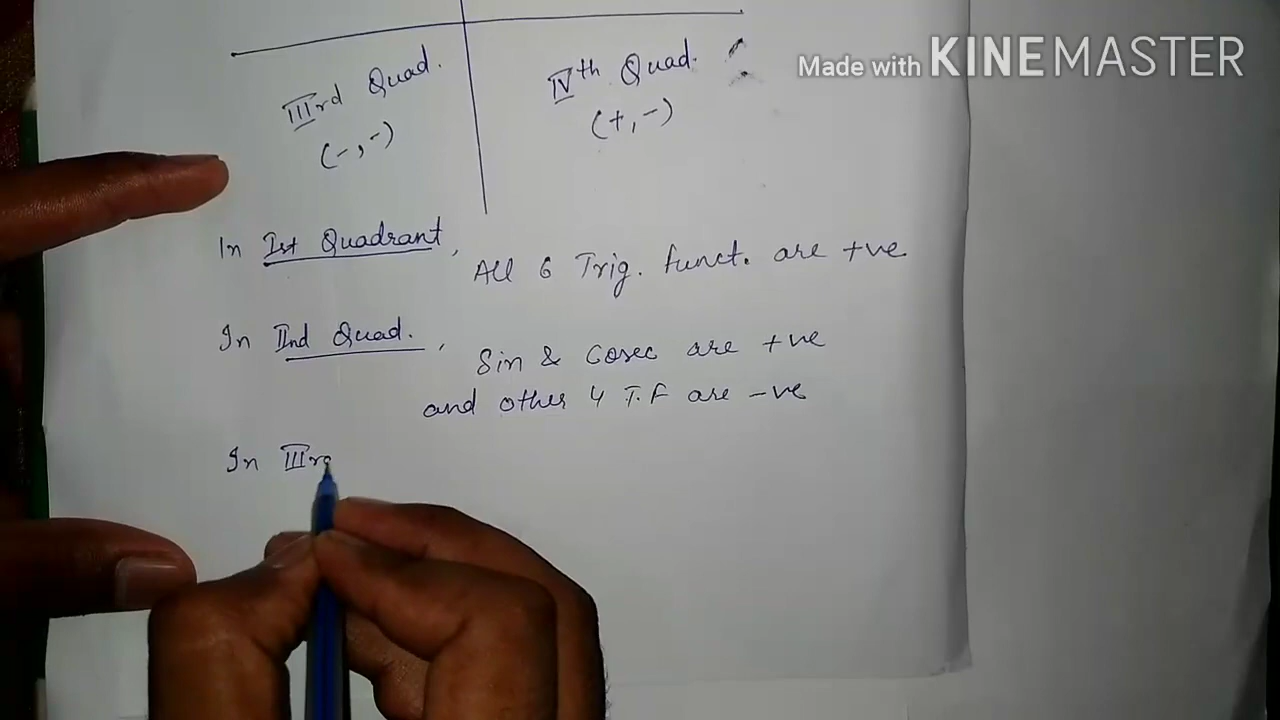 Made with KINEMASTER
IIIrd Quad.
(-,-)
IVth Quad.
(+,-)
In Ist Quadrant, All 6 Trig. funct. are +ve
In IInd Quad., Sin & Cosec are +ve
and other 4 T.F are -ve
In IIIr